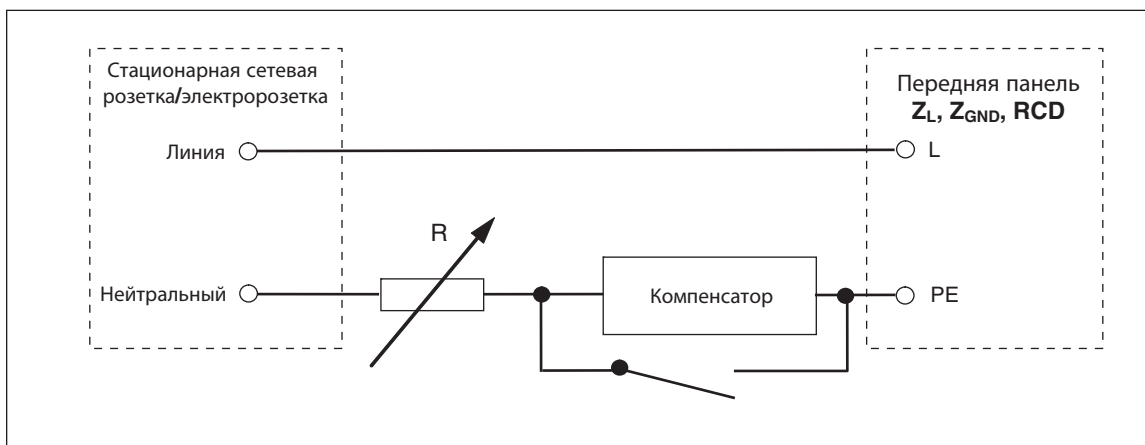 Стационарная сетевая
розетка/электророзетка
Передняя панель
ZL, ZGND, RCD
Линия
L
R
Нейтральный
Компенсатор
PE